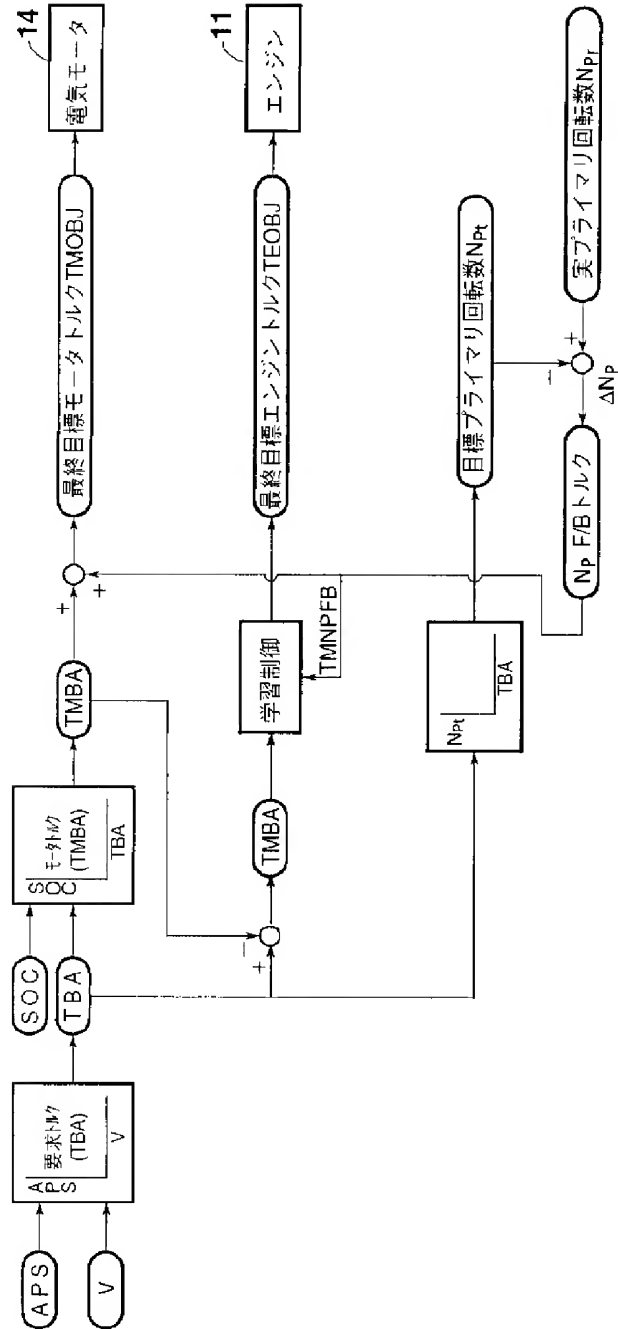 APS
V
APS
要求トルク
(TBA)
V
SOC
TBA
SOC
モータトルク
(TMBA)
TBA
TMBA
+
+
最終目標モータトルクTMOBJ
電気モータ
14
+
−
TMBA
学習制御
TMNPFB
最終目標エンジントルクTEOBJ
エンジン
11
NPt
TBA
目標プライマリ回転数NPt
NP F/Bトルク
ΔNP
−
+
実プライマリ回転数NPr